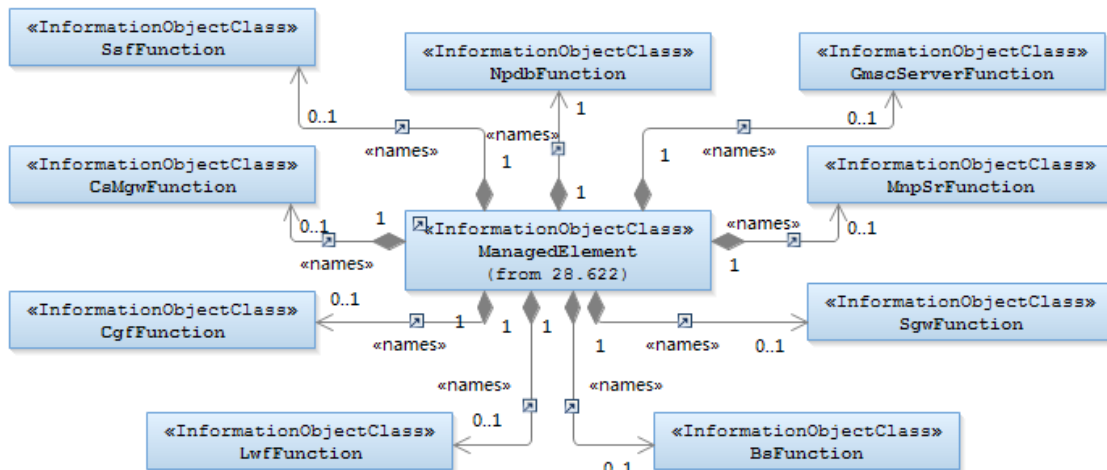 «InformationObjectClass»
SsfFunction
«InformationObjectClass»
NpdbFunction
«InformationObjectClass»
GmscServerFunction
0..1
«names»
1
1
«names»
1
0..1
«names»
1
«InformationObjectClass»
CsMgwFunction
«InformationObjectClass»
MnpSrFunction
0..1
1
«names»
«InformationObjectClass»
ManagedElement
(from 28.622)
«names»
0..1
1
«InformationObjectClass»
CgfFunction
0..1
«names»
1
1
1
1
«names»
0..1
«InformationObjectClass»
SgwFunction
«names»
0..1
«names»
0..1
«InformationObjectClass»
LwfFunction
«InformationObjectClass»
BsFunction